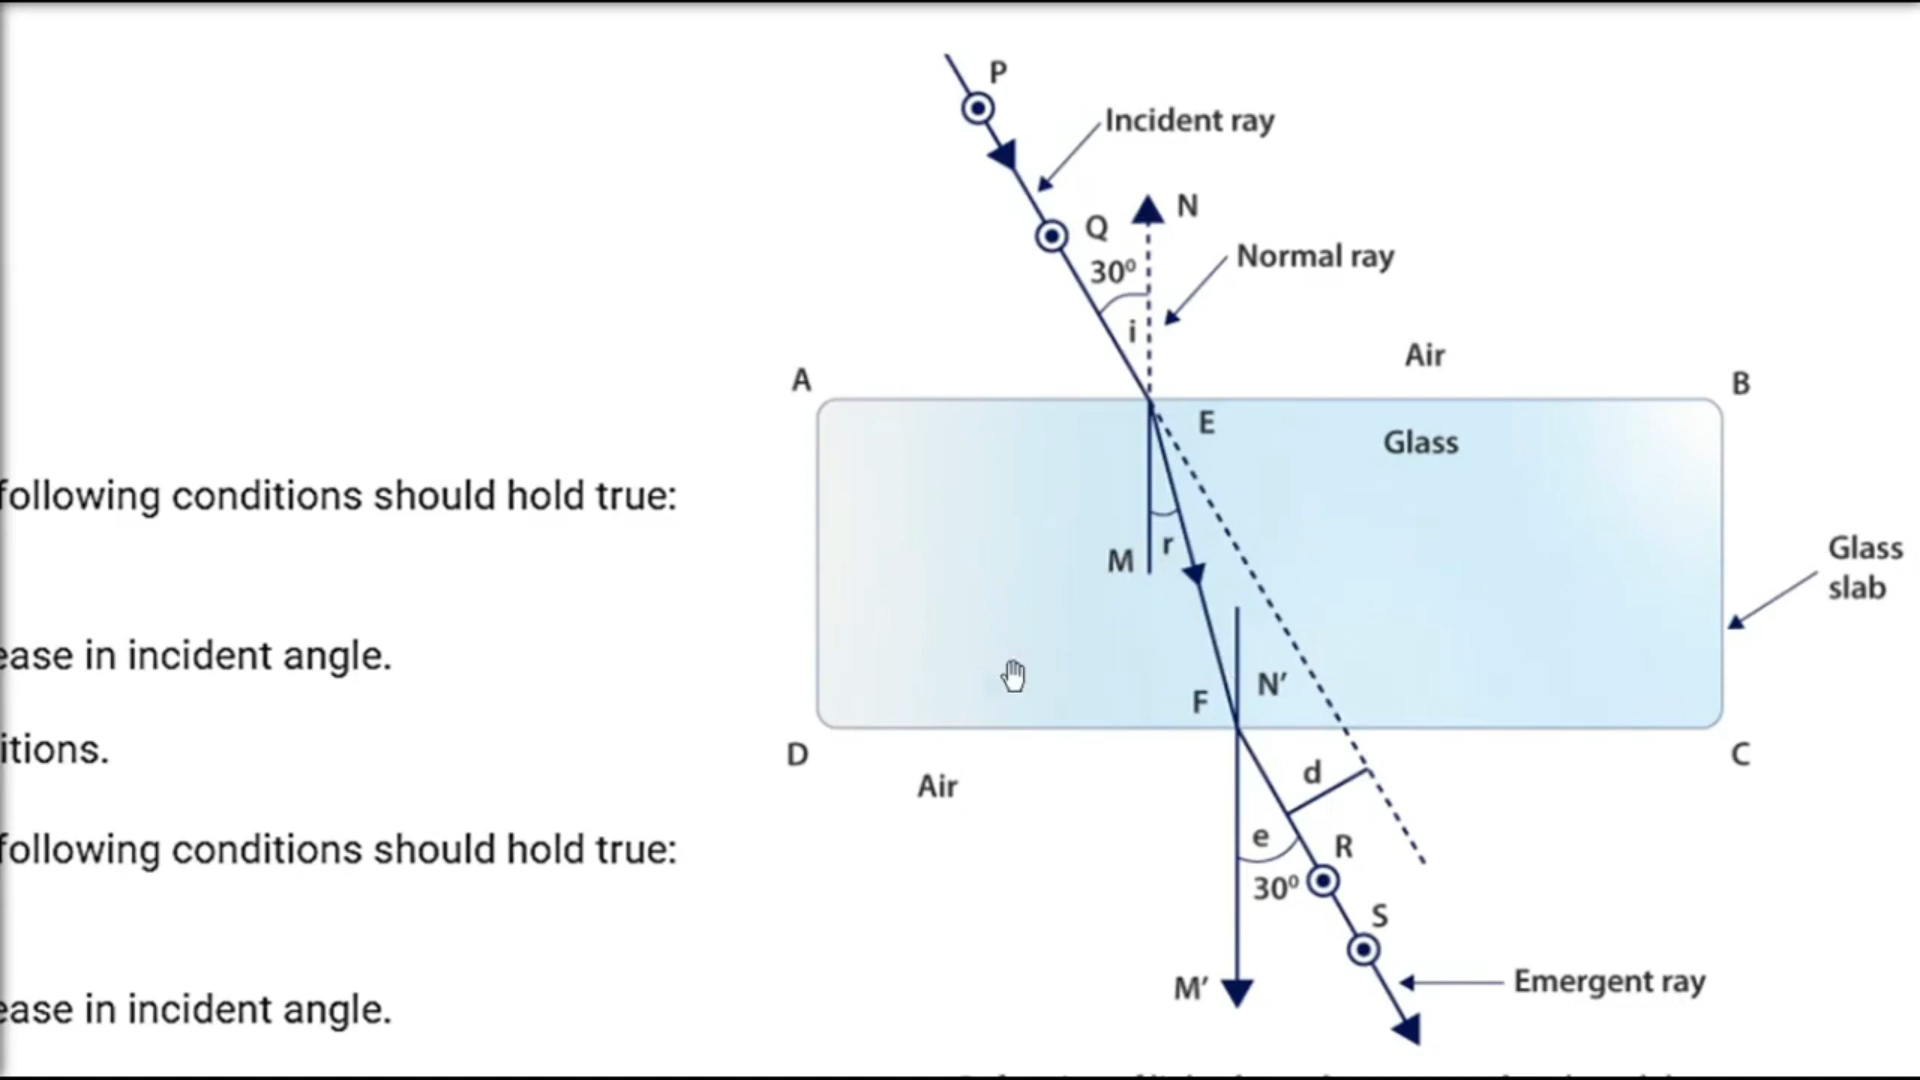 following conditions should hold true:
ease in incident angle.
itions.
following conditions should hold true:
ease in incident angle.
P
Incident ray
Q
N
30⁰
Normal ray
i
Air
A
B
E
Glass
M
r
Glass
slab
F
N′
D
C
Air
d
e
R
30⁰
S
M′
Emergent ray